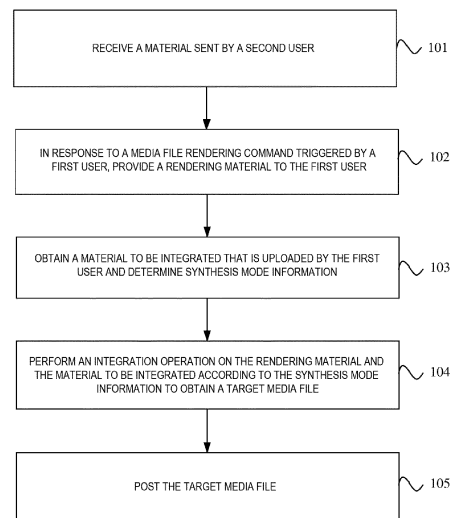 RECEIVE A MATERIAL SENT BY A SECOND USER
101
IN RESPONSE TO A MEDIA FILE RENDERING COMMAND TRIGGERED BY A
FIRST USER, PROVIDE A RENDERING MATERIAL TO THE FIRST USER
102
OBTAIN A MATERIAL TO BE INTEGRATED THAT IS UPLOADED BY THE FIRST
USER AND DETERMINE SYNTHESIS MODE INFORMATION
103
PERFORM AN INTEGRATION OPERATION ON THE RENDERING MATERIAL AND
THE MATERIAL TO BE INTEGRATED ACCORDING TO THE SYNTHESIS MODE
INFORMATION TO OBTAIN A TARGET MEDIA FILE
104
POST THE TARGET MEDIA FILE
105